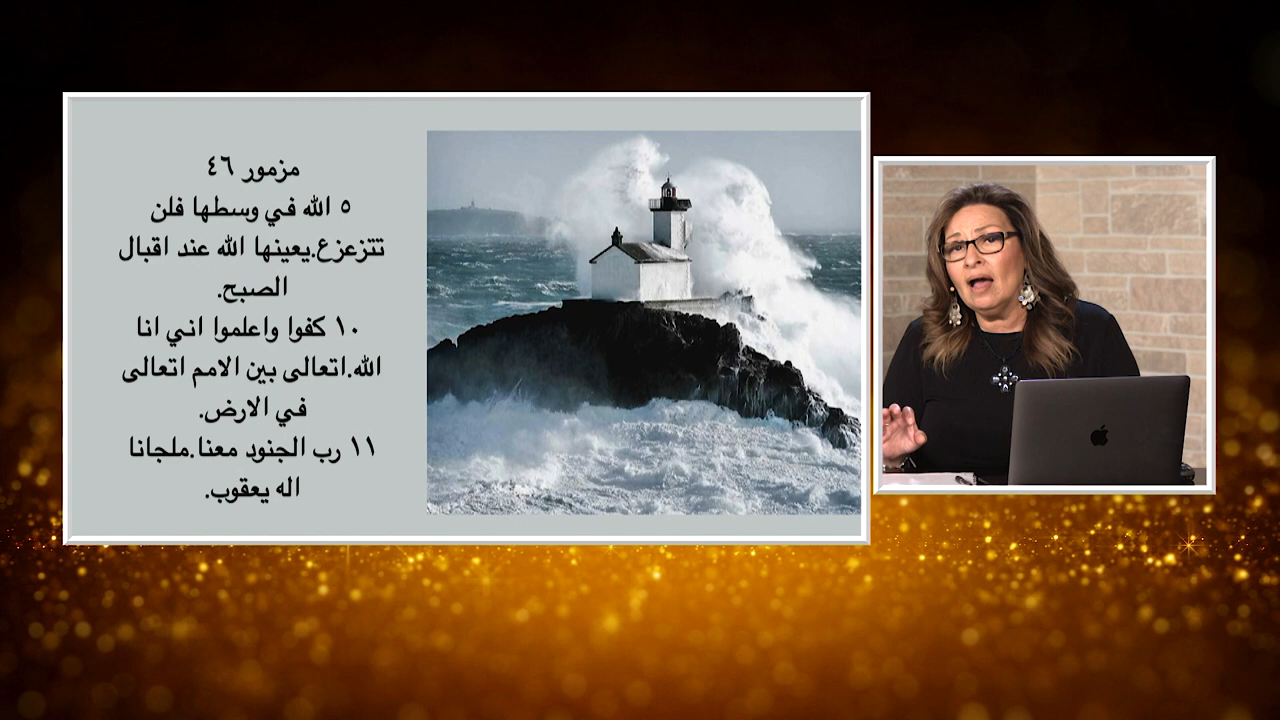 مزمور ٤٦
٥ الله في وسطها فلن
تتزعزع.يعينها الله عند اقبال
الصبح.
١٠ كفوا واعلموا اني انا
الله.اتعالى بين الامم اتعالى
في الارض.
١١ رب الجنود معنا.ملجانا
اله يعقوب.